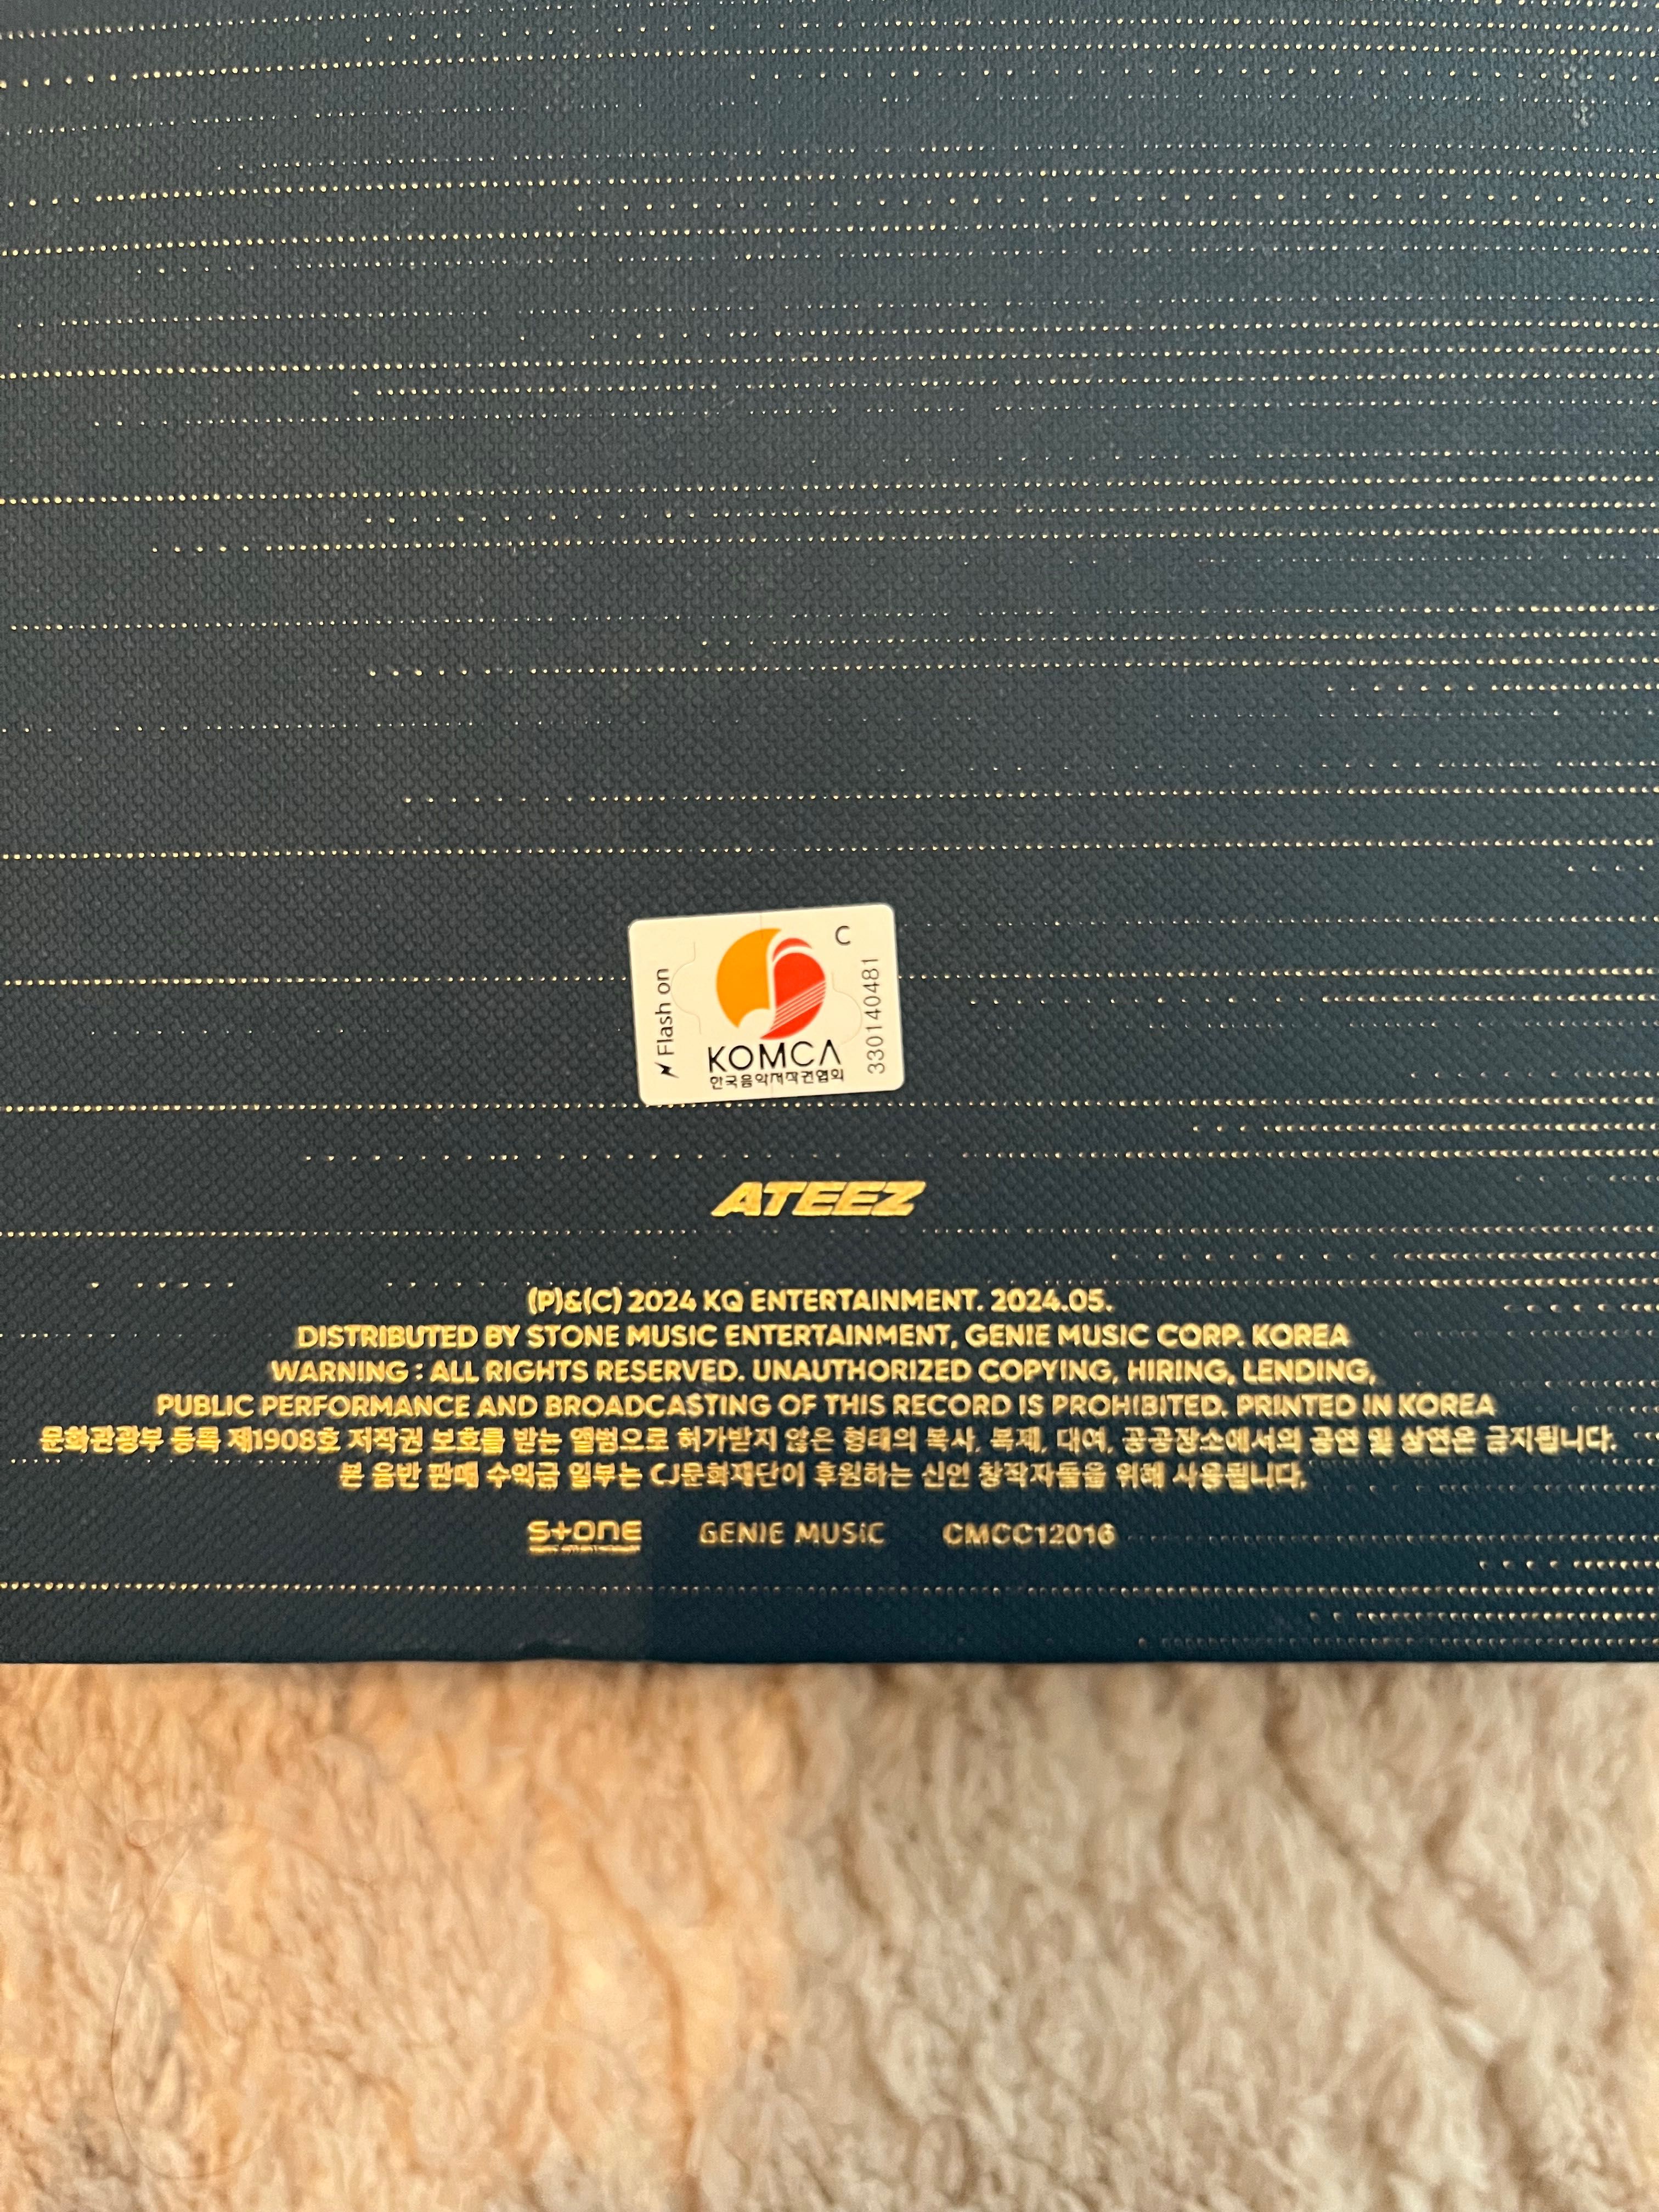 Flash on
C
330140481
KOMCA
한국음악저작권협회
ATEEZ
(P)&(C) 2024 KQ ENTERTAINMENT. 2024.05.
DISTRIBUTED BY STONE MUSIC ENTERTAINMENT, GENIE MUSIC CORP. KOREA
WARNING : ALL RIGHTS RESERVED. UNAUTHORIZED COPYING, HIRING, LENDING,
PUBLIC PERFORMANCE AND BROADCASTING OF THIS RECORD IS PROHIBITED. PRINTED IN KOREA
문화관광부 등록 제1908호 저작권 보호를 받는 앨범으로 허가받지 않은 형태의 복사, 복제, 대여, 공공장소에서의 공연 및 상연은 금지됩니다.
본 음반 판매 수익금 일부는 CJ문화재단이 후원하는 신인 창작자들을 위해 사용됩니다.
STONE GENIE MUSIC CMCC12016